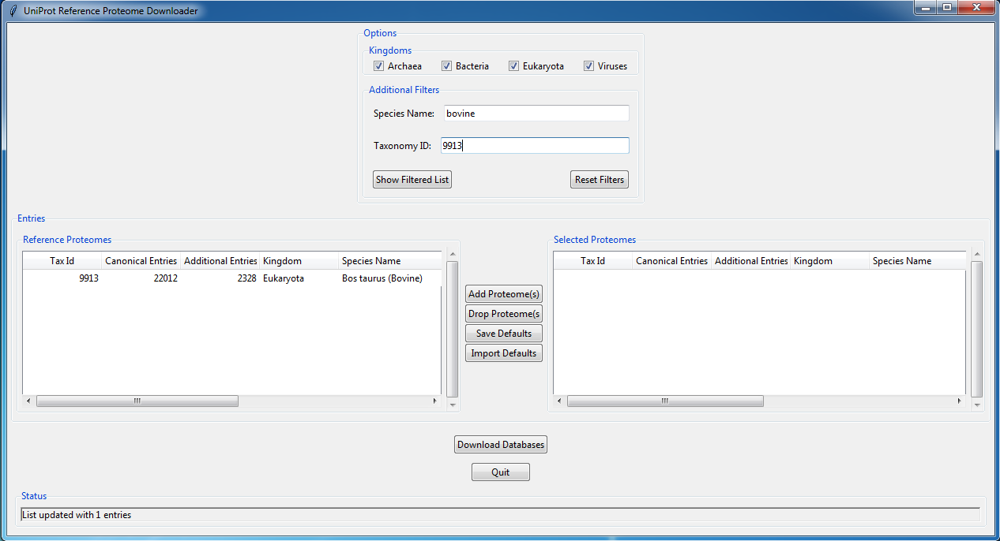 UniProt Reference Proteome Downloader
Options
Kingdoms
Archaea Bacteria Eukaryota Viruses
Additional Filters
Species Name: bovine
Taxonomy ID: 9913
Show Filtered List Reset Filters
Entries
Reference Proteomes
Tax Id Canonical Entries Additional Entries Kingdom Species Name
9913 22012 2328 Eukaryota Bos taurus (Bovine)
Add Proteome(s)
Drop Proteome(s
Save Defaults
Import Defaults
Selected Proteomes
Tax Id Canonical Entries Additional Entries Kingdom Species Name
Download Databases
Quit
Status
List updated with 1 entries